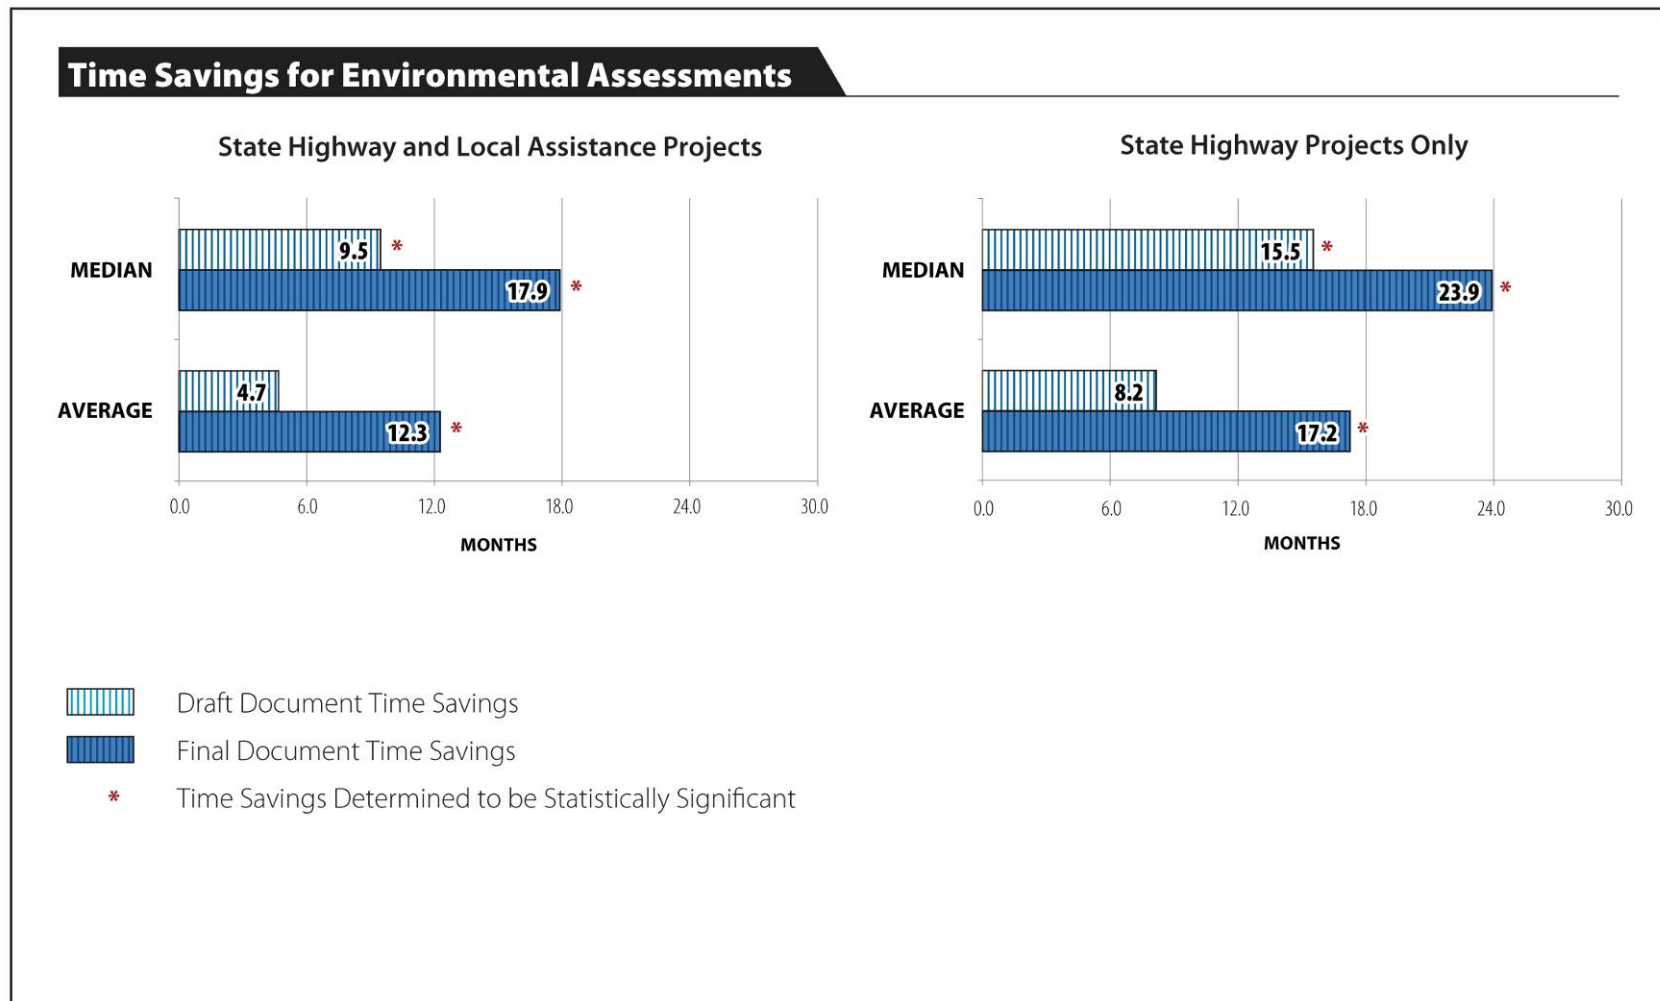 Time Savings for Environmental Assessments
State Highway and Local Assistance Projects
MEDIAN
9.5 *
17.9 *
AVERAGE
4.7
12.3 *
0.0 6.0 12.0 18.0 24.0 30.0
MONTHS
State Highway Projects Only
MEDIAN
15.5 *
23.9 *
AVERAGE
8.2
17.2 *
0.0 6.0 12.0 18.0 24.0 30.0
MONTHS
Draft Document Time Savings
Final Document Time Savings
* Time Savings Determined to be Statistically Significant